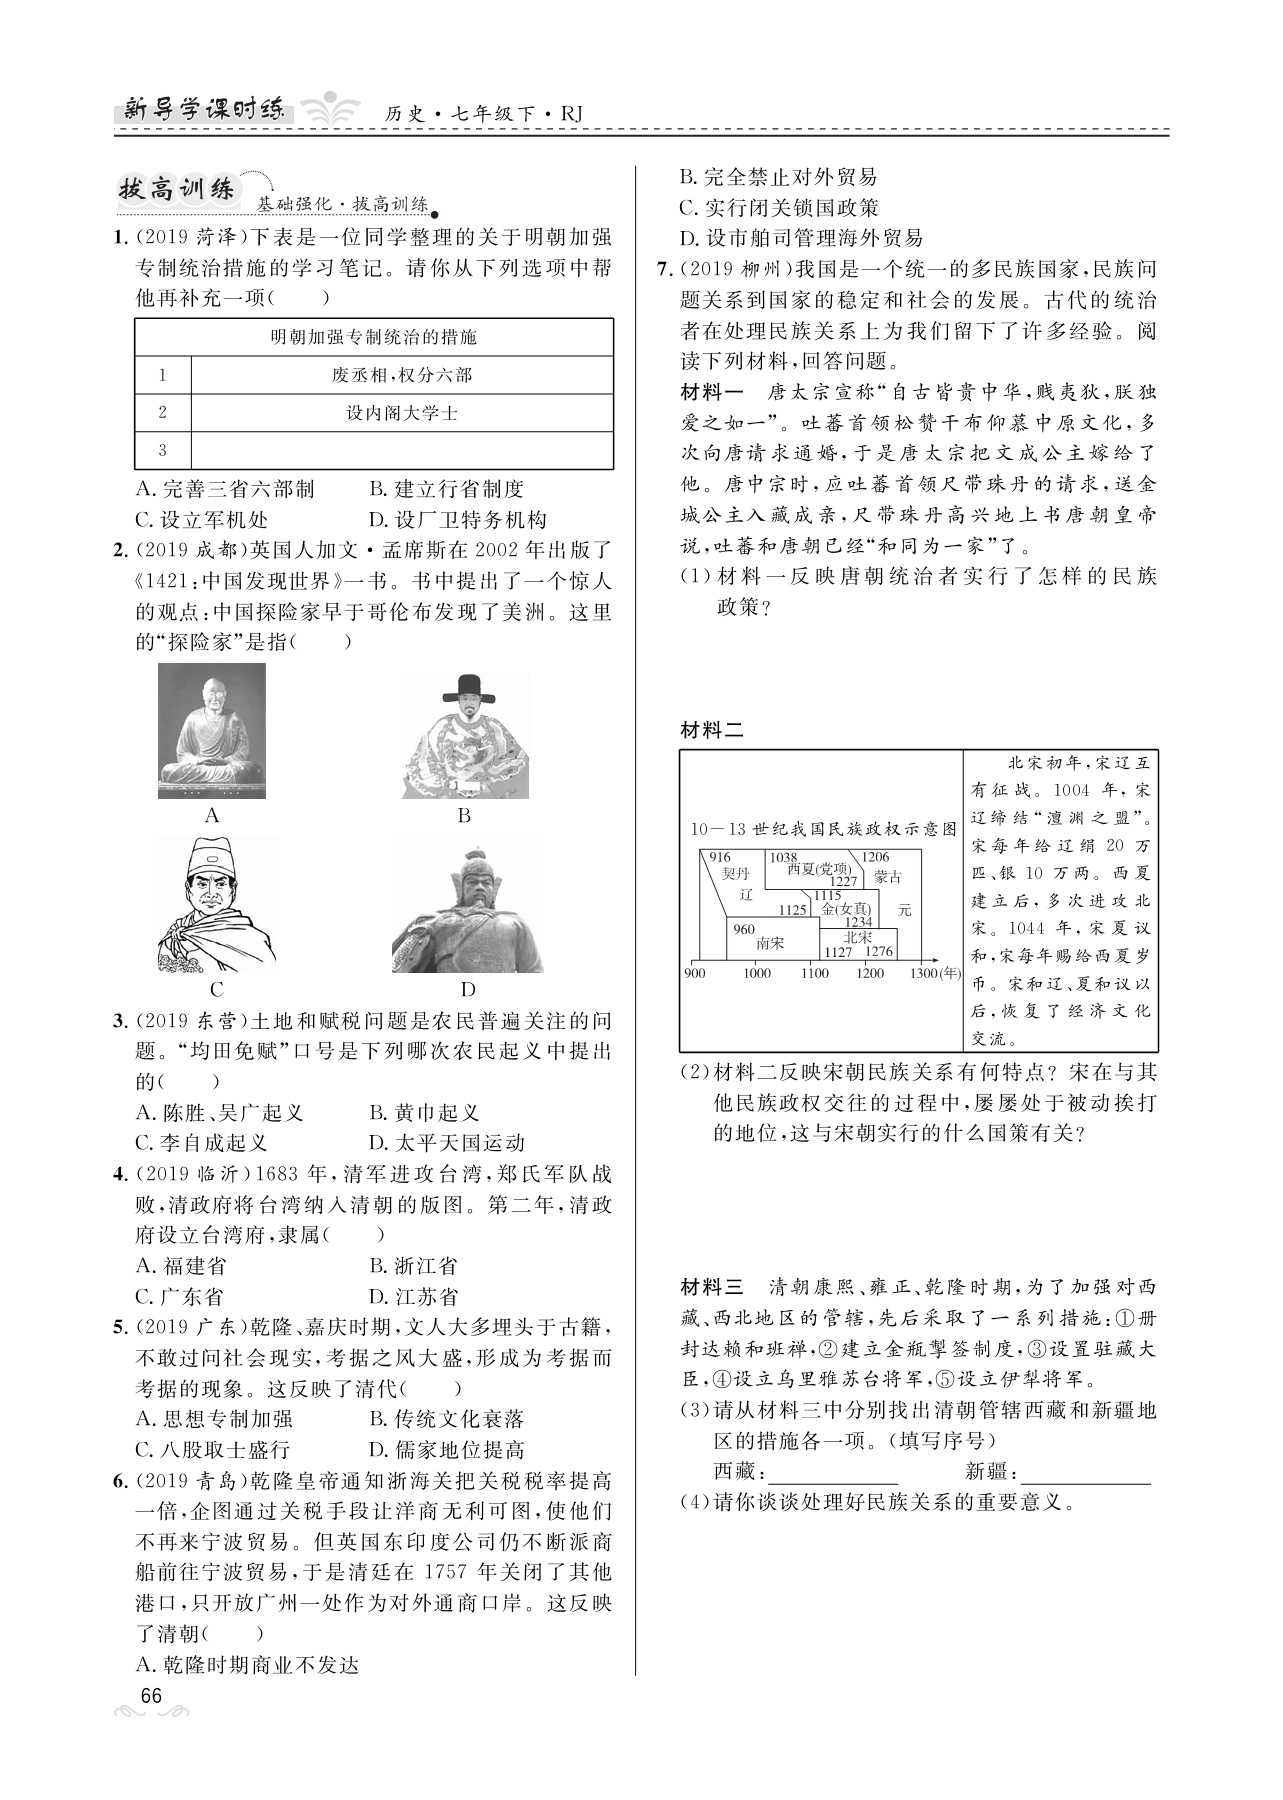 新导学课时练
历史·七年级下·RJ
拔高训练
基础强化·拔高训练
1.(2019 菏泽)下表是一位同学整理的关于明朝加强
专制统治措施的学习笔记。请你从下列选项中帮
他再补充一项(  )
明朝加强专制统治的措施
1 废丞相,权分六部
2 设内阁大学士
3
A. 完善三省六部制 B. 建立行省制度
C. 设立军机处 D. 设厂卫特务机构
2.(2019 成都)英国人加文·孟席斯在 2002 年出版了
《1421:中国发现世界》一书。书中提出了一个惊人
的观点:中国探险家早于哥伦布发现了美洲。这里
的“探险家”是指(  )
A B
C D
3.(2019 东营)土地和赋税问题是农民普遍关注的问
题。“均田免赋”口号是下列哪次农民起义中提出
的(  )
A. 陈胜、吴广起义 B. 黄巾起义
C. 李自成起义 D. 太平天国运动
4.(2019 临沂)1683 年,清军进攻台湾,郑氏军队战
败,清政府将台湾纳入清朝的版图。第二年,清政
府设立台湾府,隶属(  )
A. 福建省 B. 浙江省
C. 广东省 D. 江苏省
5.(2019 广东)乾隆、嘉庆时期,文人大多埋头于古籍,
不敢过问社会现实,考据之风大盛,形成为考据而
考据的现象。这反映了清代(  )
A. 思想专制加强 B. 传统文化衰落
C. 八股取士盛行 D. 儒家地位提高
6.(2019 青岛)乾隆皇帝通知浙海关把关税税率提高
一倍,企图通过关税手段让洋商无利可图,使他们
不再来宁波贸易。但英国东印度公司仍不断派商
船前往宁波贸易,于是清廷在 1757 年关闭了其他
港口,只开放广州一处作为对外通商口岸。这反映
了清朝(  )
A. 乾隆时期商业不发达
B. 完全禁止对外贸易
C. 实行闭关锁国政策
D. 设市舶司管理海外贸易
7.(2019 柳州)我国是一个统一的多民族国家,民族问
题关系到国家的稳定和社会的发展。古代的统治
者在处理民族关系上为我们留下了许多经验。阅
读下列材料,回答问题。
材料一 唐太宗宣称“自古皆贵中华,贱夷狄,朕独
爱之如一”。吐蕃首领松赞干布仰慕中原文化,多
次向唐请求通婚,于是唐太宗把文成公主嫁给了
他。唐中宗时,应吐蕃首领尺带珠丹的请求,送金
城公主入藏成亲,尺带珠丹高兴地上书唐朝皇帝
说,吐蕃和唐朝已经“和同为一家”了。
(1)材料一反映唐朝统治者实行了怎样的民族
政策?
材料二
10—13 世纪我国民族政权示意图
916 1038 1206
契丹 西夏(党项) 蒙古
1227
辽 1115
1125 金(女真) 元
1234
960 北宋
南宋
1127 1276
900 1000 1100 1200 1300(年)
北宋初年,宋辽互
有征战。1004 年,宋
辽缔结“澶渊之盟”。
宋每年给辽绢 20 万
匹、银 10 万两。西夏
建立后,多次进攻北
宋。1044 年,宋夏议
和,宋每年赐给西夏岁
币。宋和辽、夏和议以
后,恢复了经济文化
交流。
(2)材料二反映宋朝民族关系有何特点?宋在与其
他民族政权交往的过程中,屡屡处于被动挨打
的地位,这与宋朝实行的什么国策有关?
材料三 清朝康熙、雍正、乾隆时期,为了加强对西
藏、西北地区的管辖,先后采取了一系列措施:①册
封达赖和班禅,②建立金瓶掣签制度,③设置驻藏大
臣,④设立乌里雅苏台将军,⑤设立伊犁将军。
(3)请从材料三中分别找出清朝管辖西藏和新疆地
区的措施各一项。(填写序号)
西藏: 新疆:
(4)请你谈谈处理好民族关系的重要意义。
66